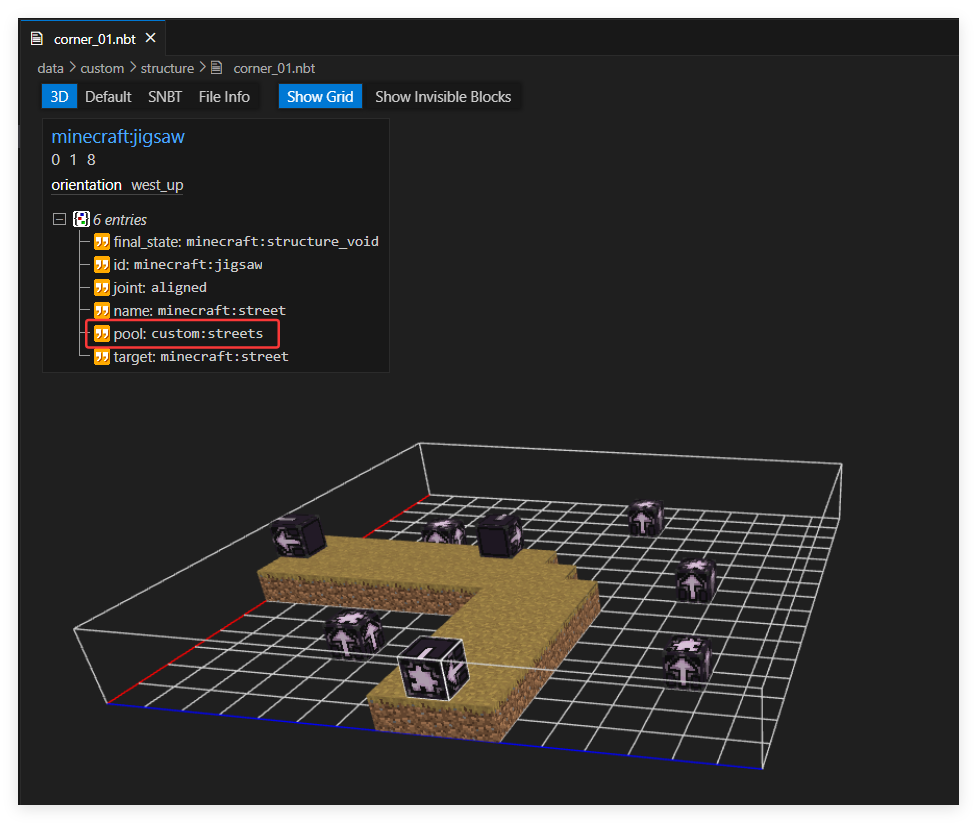 corner_01.nbt
data custom structure corner_01.nbt
3D Default SNBT File Info Show Grid Show Invisible Blocks
minecraft:jigsaw
0 1 8
orientation west_up
6 entries
final_state: minecraft:structure_void
id: minecraft:jigsaw
joint: aligned
name: minecraft:street
pool: custom:streets
target: minecraft:street